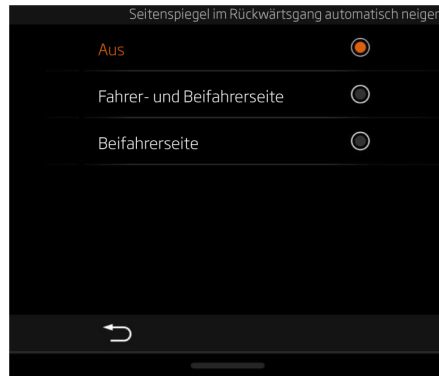 Seitenspiegel im Rückwärtsgang automatisch neigen
Aus
Fahrer- und Beifahrerseite
Beifahrerseite